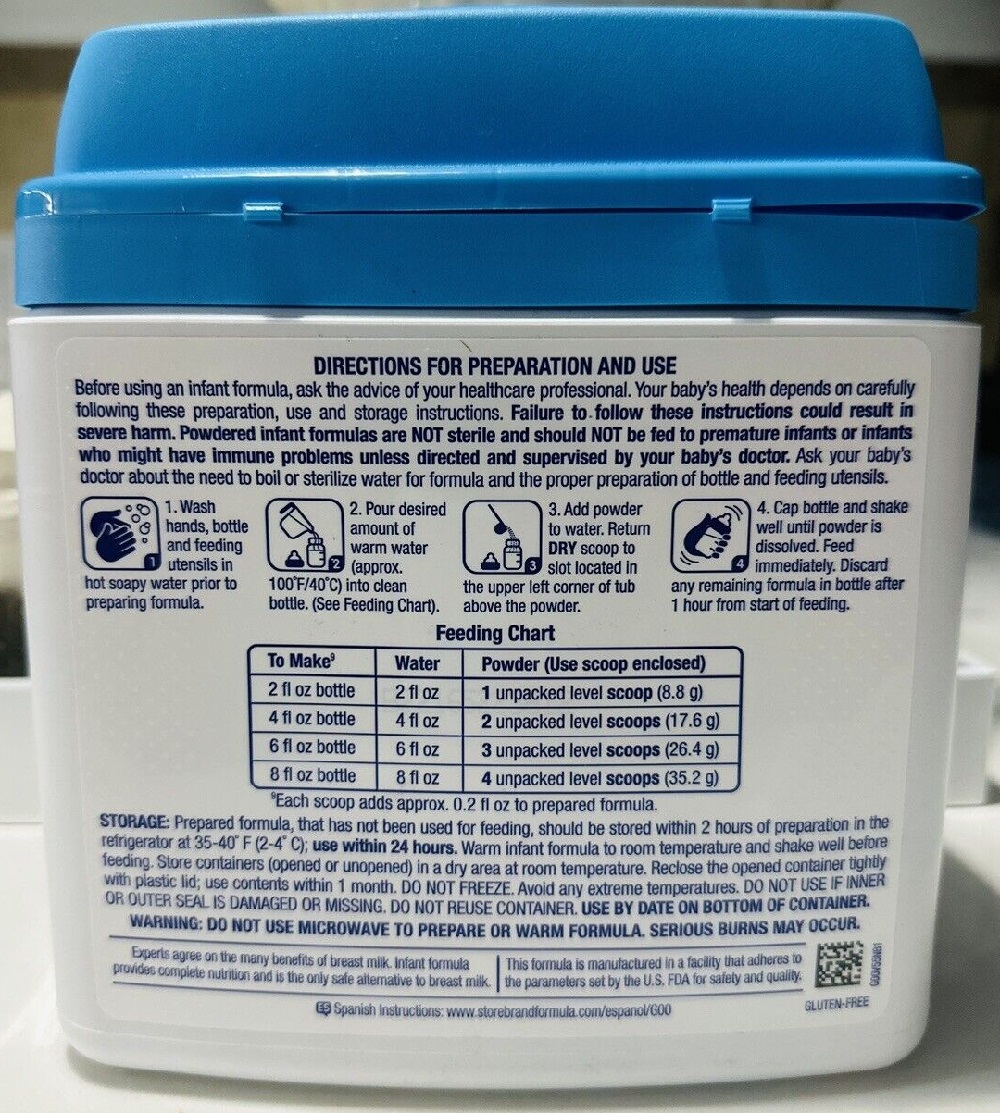 DIRECTIONS FOR PREPARATION AND USE
Before using an infant formula, ask the advice of your healthcare professional. Your baby's health depends on carefully
following these preparation, use and storage instructions. Failure to follow these instructions could result in
severe harm. Powdered infant formulas are NOT sterile and should NOT be fed to premature infants or infants
who might have immune problems unless directed and supervised by your baby's doctor. Ask your baby's
doctor about the need to boil or sterilize water for formula and the proper preparation of bottle and feeding utensils.
1
1. Wash
hands, bottle
and feeding
utensils in
hot soapy water prior to
preparing formula.
2
2. Pour desired
amount of
warm water
(approx.
100°F/40°C) into clean
bottle. (See Feeding Chart).
3
3. Add powder
to water. Return
DRY scoop to
slot located in
the upper left corner of tub
above the powder.
4
4. Cap bottle and shake
well until powder is
dissolved. Feed
immediately. Discard
any remaining formula in bottle after
1 hour from start of feeding.
Feeding Chart
To Make⁹ Water Powder (Use scoop enclosed)
2 fl oz bottle 2 fl oz 1 unpacked level scoop (8.8 g)
4 fl oz bottle 4 fl oz 2 unpacked level scoops (17.6 g)
6 fl oz bottle 6 fl oz 3 unpacked level scoops (26.4 g)
8 fl oz bottle 8 fl oz 4 unpacked level scoops (35.2 g)
⁹Each scoop adds approx. 0.2 fl oz to prepared formula.
STORAGE: Prepared formula, that has not been used for feeding, should be stored within 2 hours of preparation in the
refrigerator at 35-40° F (2-4° C); use within 24 hours. Warm infant formula to room temperature and shake well before
feeding. Store containers (opened or unopened) in a dry area at room temperature. Reclose the opened container tightly
with plastic lid; use contents within 1 month. DO NOT FREEZE. Avoid any extreme temperatures. DO NOT USE IF INNER
OR OUTER SEAL IS DAMAGED OR MISSING. DO NOT REUSE CONTAINER. USE BY DATE ON BOTTOM OF CONTAINER.
WARNING: DO NOT USE MICROWAVE TO PREPARE OR WARM FORMULA. SERIOUS BURNS MAY OCCUR.
Experts agree on the many benefits of breast milk. Infant formula
provides complete nutrition and is the only safe alternative to breast milk.
This formula is manufactured in a facility that adheres to
the parameters set by the U.S. FDA for safety and quality.
GLUTEN-FREE
ES Spanish Instructions: www.storebrandformula.com/espanol/GOO